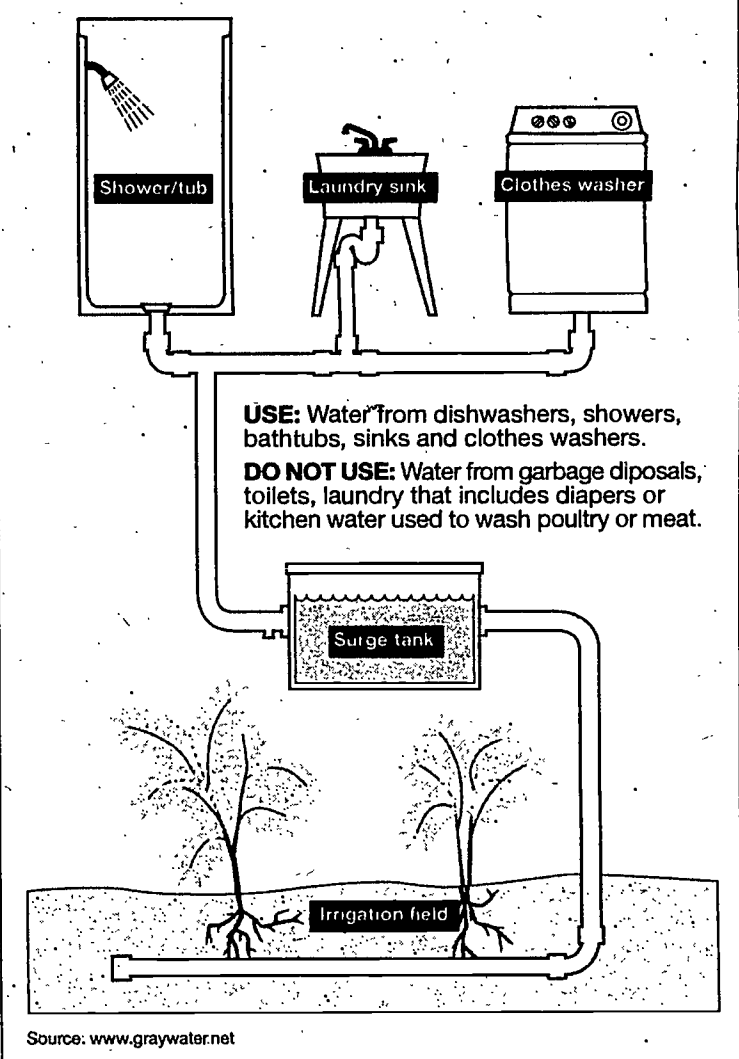 Shower/tub
Laundry sink
Clothes washer
USE: Water from dishwashers, showers,
bathtubs, sinks and clothes washers.
DO NOT USE: Water from garbage diposals,
toilets, laundry that includes diapers or
kitchen water used to wash poultry or meat.
Surge tank
Irrigation field
Source: www.graywater.net